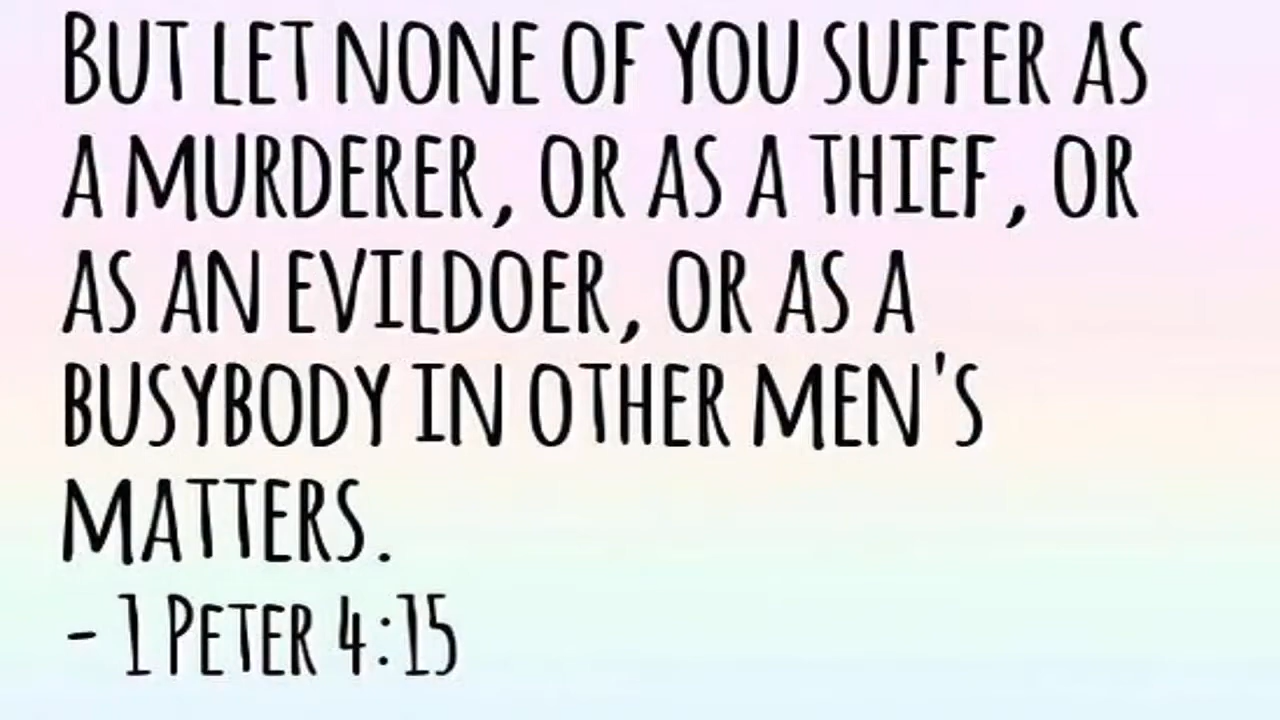 But let none of you suffer as
a murderer, or as a thief, or
as an evildoer, or as a
busybody in other men's
matters.
- 1 Peter 4:15